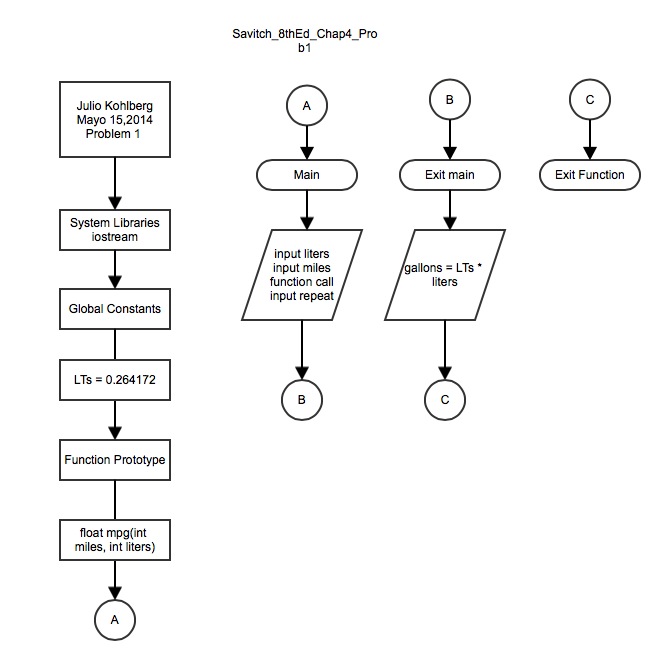 Savitch_8thEd_Chap4_Pro
b1
Julio Kohlberg
Mayo 15,2014
Problem 1
System Libraries
iostream
Global Constants
LTs = 0.264172
Function Prototype
float mpg(int
miles, int liters)
A
A
Main
input liters
input miles
function call
input repeat
B
B
Exit main
gallons = LTs *
liters
C
C
Exit Function